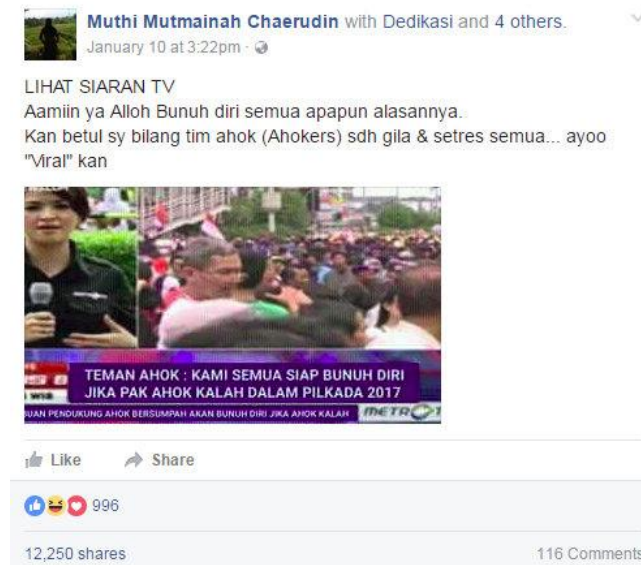 Muthi Mutmainah Chaerudin with Dedikasi and 4 others.
January 10 at 3:22pm ·
LIHAT SIARAN TV
Aamiin ya Alloh Bunuh diri semua apapun alasannya.
Kan betul sy bilang tim ahok (Ahokers) sdh gila & setres semua... ayoo
"Viral" kan
TEMAN AHOK : KAMI SEMUA SIAP BUNUH DIRI
JIKA PAK AHOK KALAH DALAM PILKADA 2017
UAN PENDUKUNG AHOK BERSUMPAH AKAN BUNUH DIRI JIKA AHOK KALAH
METRO T
Like Share
996
12,250 shares 116 Comments